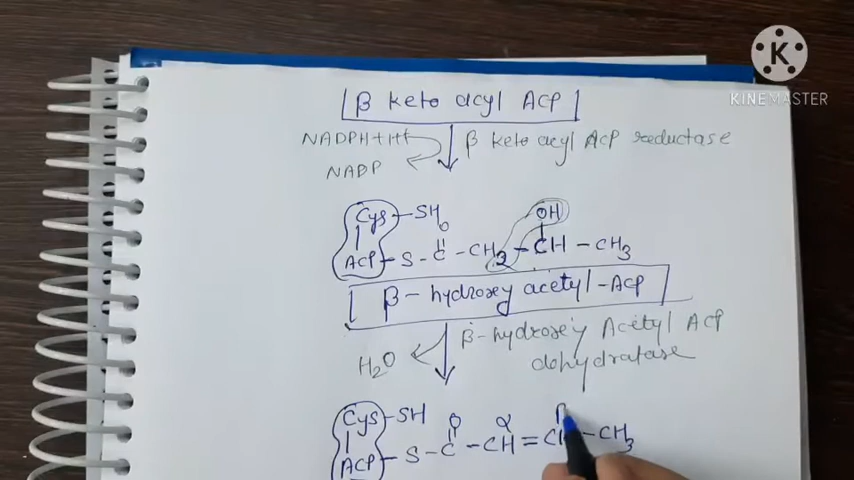 K
KINEMASTER
β keto acyl ACP
NADPH+H+
β keto acyl ACP reductase
NADP
Cys - SH
O
OH
ACP - S - C - CH2 - CH - CH3
β - hydroxy acetyl - ACP
β - hydroxy Acetyl ACP
H2O
dehydratase
Cys - SH
O α β
ACP - S - C - CH = CH - CH3